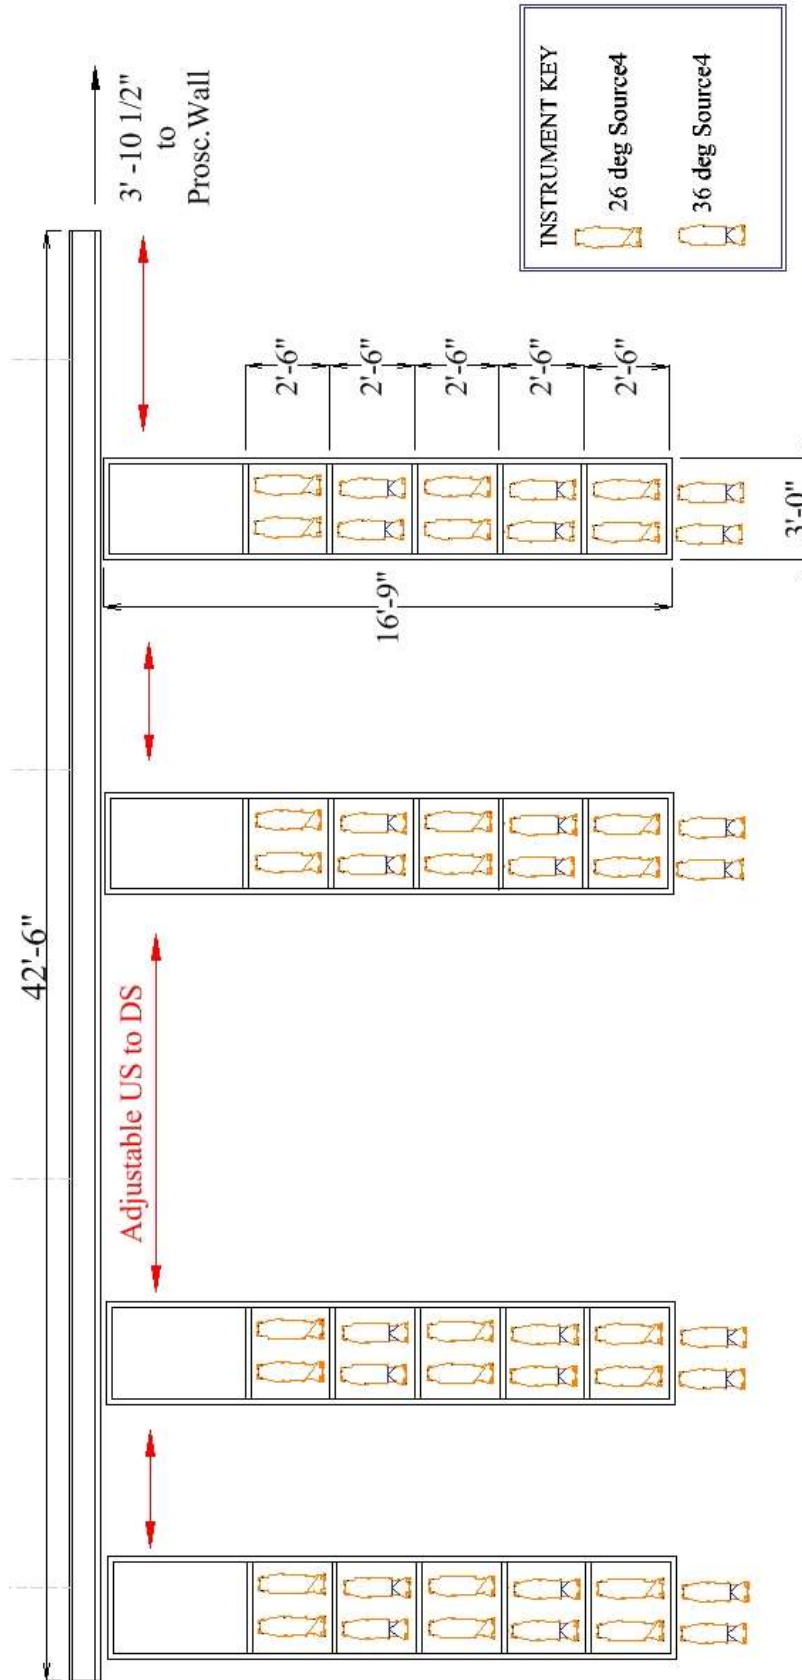 42'-6"
3' -10 1/2"
to
Prosc.Wall
Adjustable US to DS
16'-9"
2'-6"
2'-6"
2'-6"
2'-6"
2'-6"
3'-0"
INSTRUMENT KEY
26 deg Source4
36 deg Source4